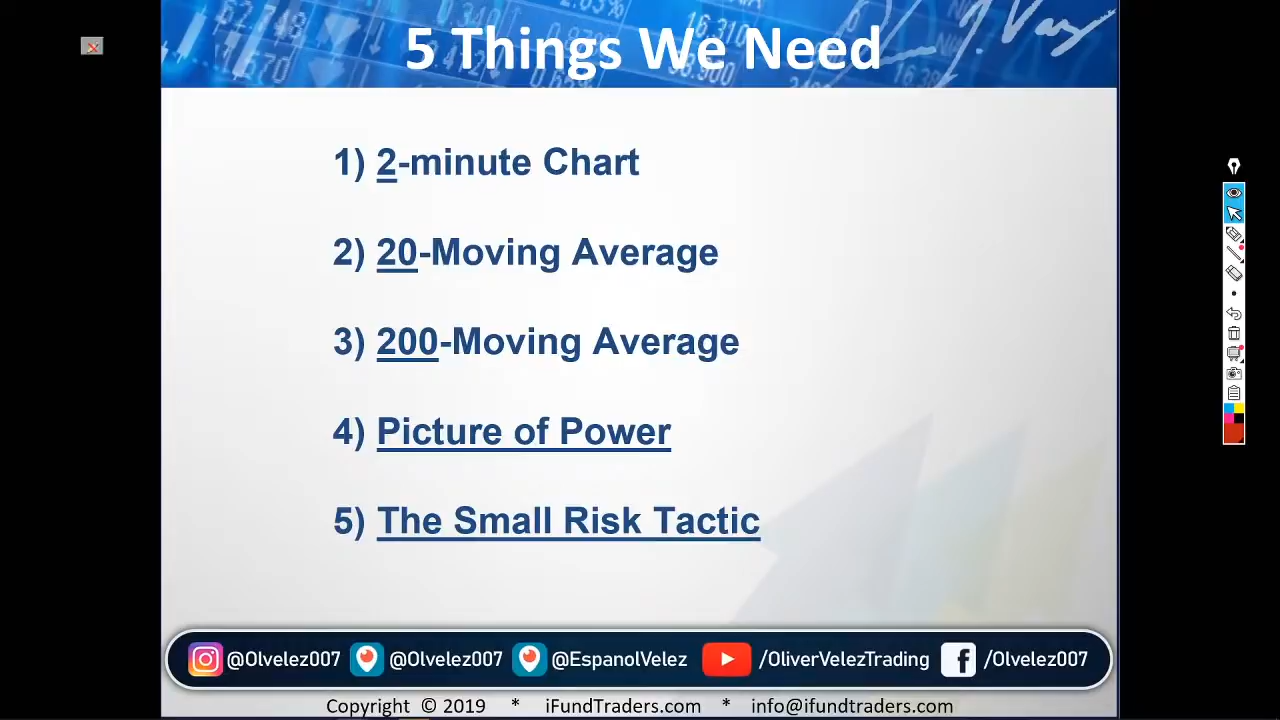 5 Things We Need
1) 2-minute Chart
2) 20-Moving Average
3) 200-Moving Average
4) Picture of Power
5) The Small Risk Tactic
@Olvelez007 @Olvelez007 @EspanolVelez /OliverVelezTrading /Olvelez007
Copyright © 2019 * iFundTraders.com * info@ifundtraders.com